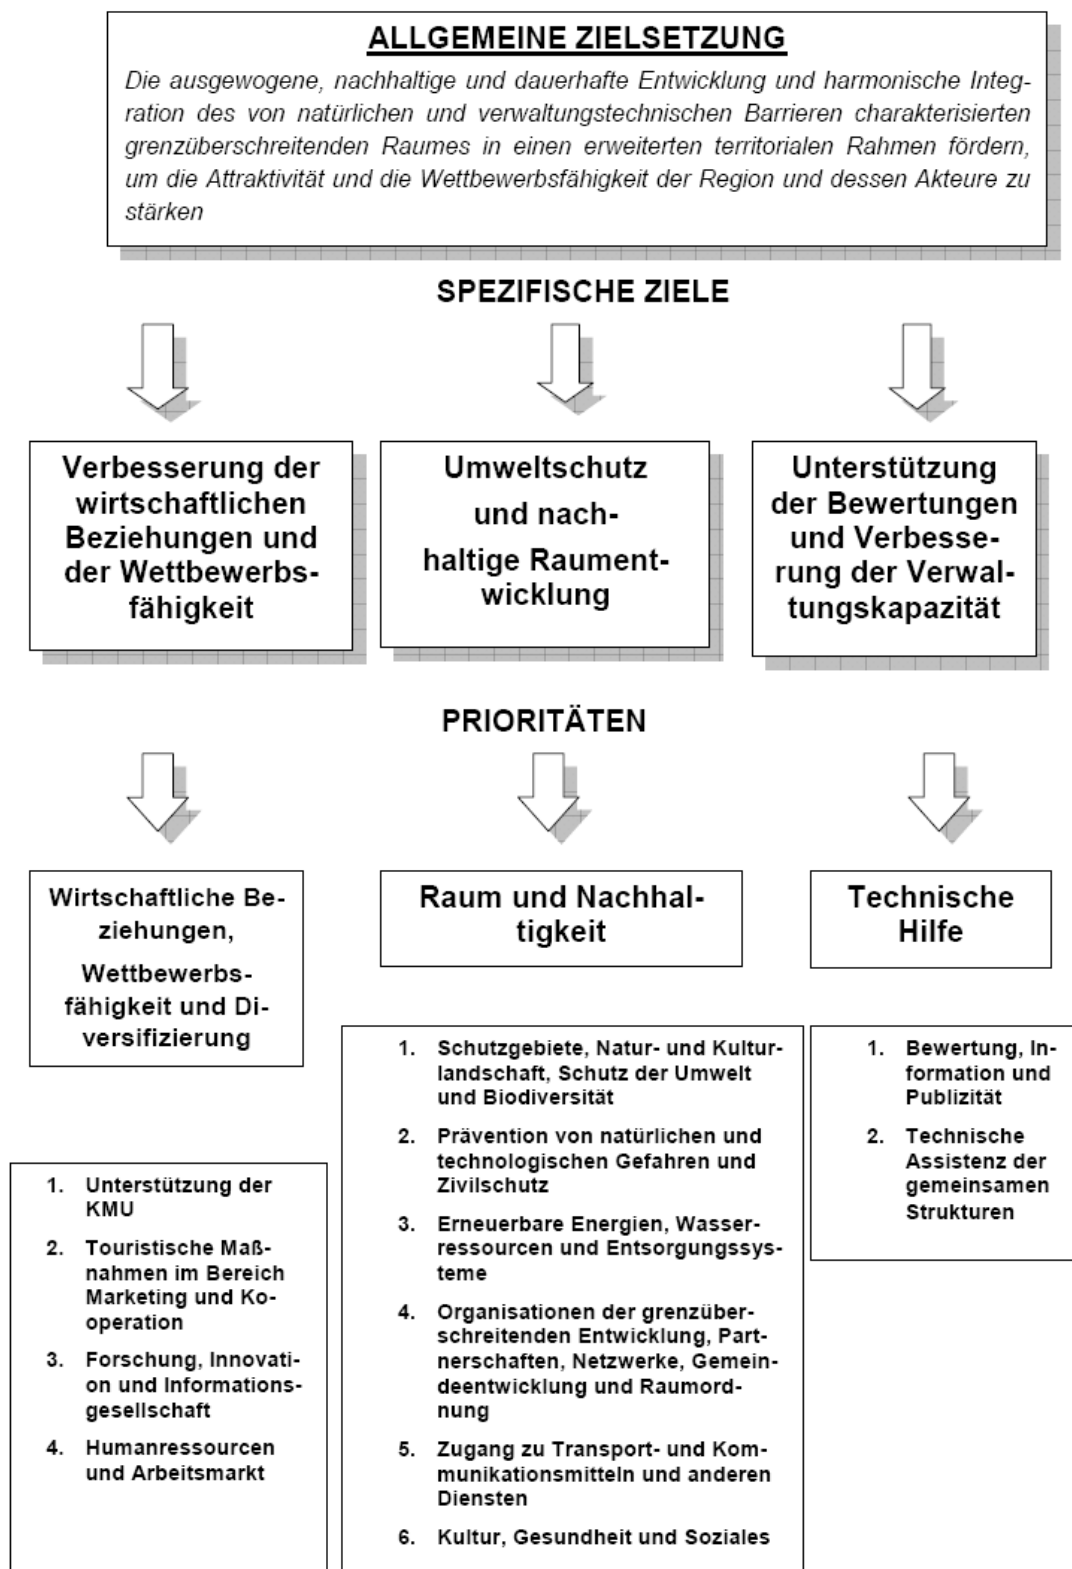 ALLGEMEINE ZIELSETZUNG
Die ausgewogene, nachhaltige und dauerhafte Entwicklung und harmonische Integ-
ration des von natürlichen und verwaltungstechnischen Barrieren charakterisierten
grenzüberschreitenden Raumes in einen erweiterten territorialen Rahmen fördern,
um die Attraktivität und die Wettbewerbsfähigkeit der Region und dessen Akteure zu
stärken
SPEZIFISCHE ZIELE
Verbesserung der
wirtschaftlichen
Beziehungen und
der Wettbewerbs-
fähigkeit
Umweltschutz
und nach-
haltige Raument-
wicklung
Unterstützung
der Bewertungen
und Verbesse-
rung der Verwal-
tungskapazität
PRIORITÄTEN
Wirtschaftliche Be-
ziehungen,
Wettbewerbs-
fähigkeit und Di-
versifizierung
Raum und Nachhal-
tigkeit
Technische
Hilfe
1. Unterstützung der
KMU
2. Touristische Maß-
nahmen im Bereich
Marketing und Ko-
operation
3. Forschung, Innovati-
on und Informations-
gesellschaft
4. Humanressourcen
und Arbeitsmarkt
1. Schutzgebiete, Natur- und Kultur-
landschaft, Schutz der Umwelt
und Biodiversität
2. Prävention von natürlichen und
technologischen Gefahren und
Zivilschutz
3. Erneuerbare Energien, Wasser-
ressourcen und Entsorgungssys-
teme
4. Organisationen der grenzüber-
schreitenden Entwicklung, Part-
nerschaften, Netzwerke, Gemein-
deentwicklung und Raumord-
nung
5. Zugang zu Transport- und Kom-
munikationsmitteln und anderen
Diensten
6. Kultur, Gesundheit und Soziales
1. Bewertung, In-
formation und
Publizität
2. Technische
Assistenz der
gemeinsamen
Strukturen